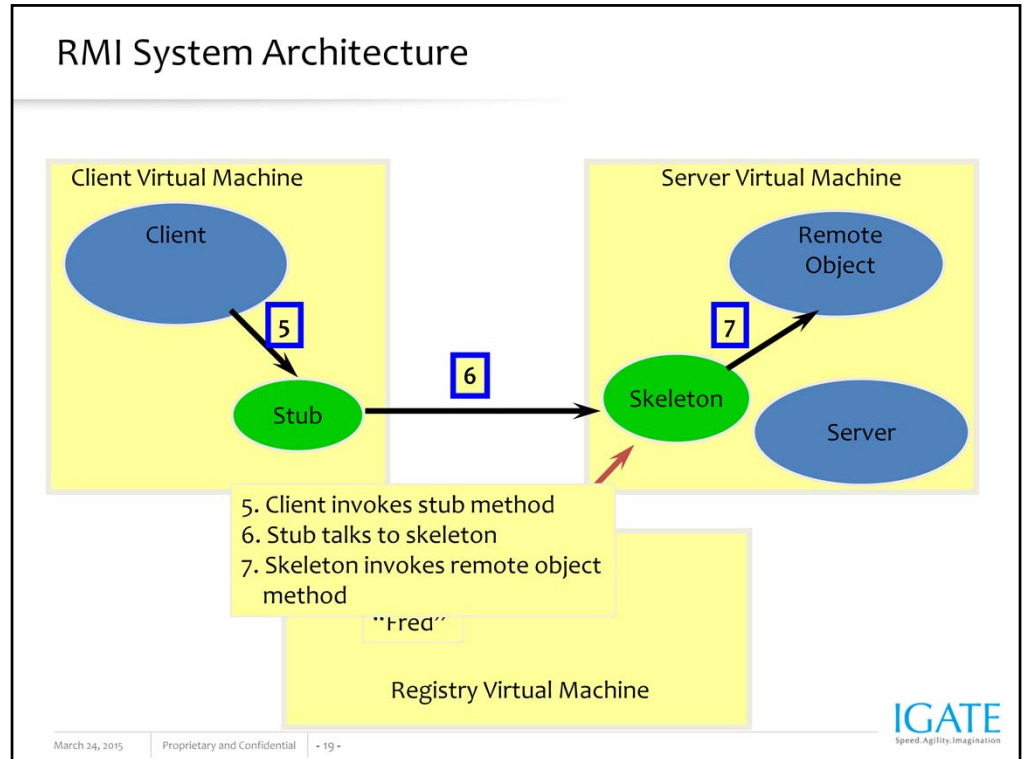 RMI System Architecture
Client Virtual Machine
Client
5
Stub
6
Server Virtual Machine
Remote
Object
7
Skeleton
Server
5. Client invokes stub method
6. Stub talks to skeleton
7. Skeleton invokes remote object
method
“Fred”
Registry Virtual Machine
March 24, 2015
Proprietary and Confidential
- 19 -
IGATE
Speed.Agility.Imagination